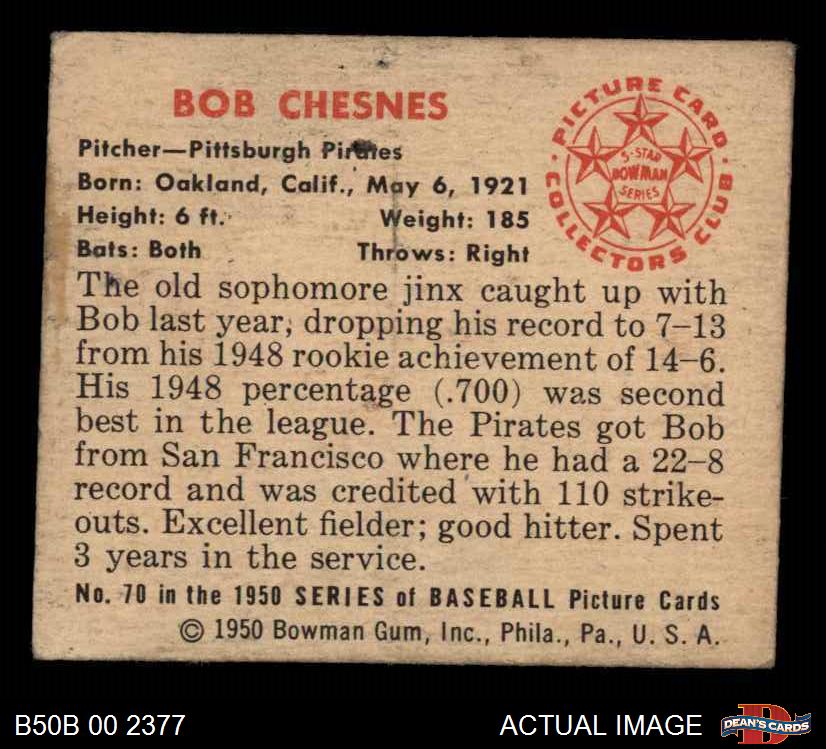 BOB CHESNES
Pitcher—Pittsburgh Pirates
Born: Oakland, Calif., May 6, 1921
Height: 6 ft. Weight: 185
Bats: Both Throws: Right
PICTURE CARD
COLLECTORS CLUB
5-STAR
BOWMAN
SERIES
The old sophomore jinx caught up with
Bob last year, dropping his record to 7–13
from his 1948 rookie achievement of 14–6.
His 1948 percentage (.700) was second
best in the league. The Pirates got Bob
from San Francisco where he had a 22–8
record and was credited with 110 strike-
outs. Excellent fielder; good hitter. Spent
3 years in the service.
No. 70 in the 1950 SERIES of BASEBALL Picture Cards
© 1950 Bowman Gum, Inc., Phila., Pa., U. S. A.
B50B 00 2377
ACTUAL IMAGE
DEAN'S CARDS